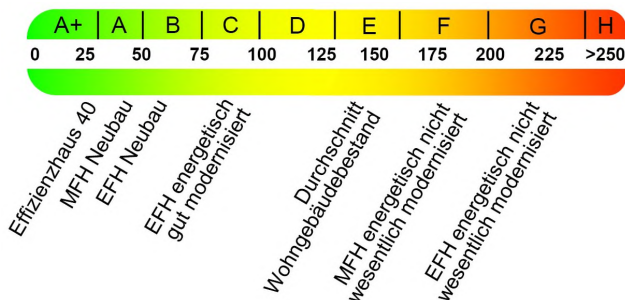 A+ A B C D E F G H
0 25 50 75 100 125 150 175 200 225 >250
Effizienzhaus 40
MFH Neubau
EFH Neubau
EFH energetisch
gut modernisiert
Durchschnitt
Wohngebäudebestand
MFH energetisch nicht
wesentlich modernisiert
EFH energetisch nicht
wesentlich modernisiert